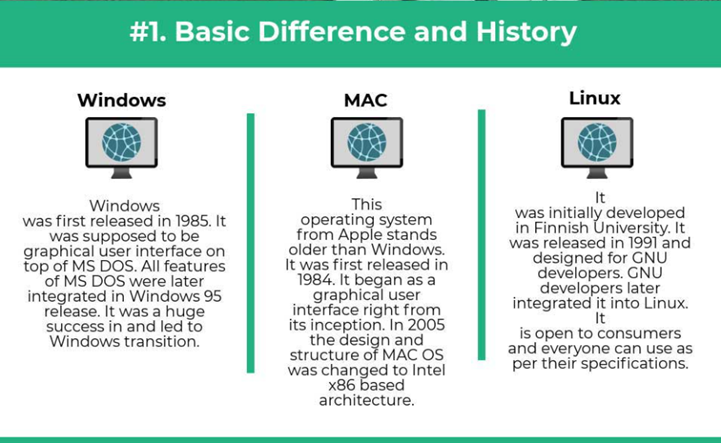 #1. Basic Difference and History
Windows
Windows
was first released in 1985. It
was supposed to be
graphical user interface on
top of MS DOS. All features
of MS DOS were later
integrated in Windows 95
release. It was a huge
success in and led to
Windows transition.
MAC
This
operating system
from Apple stands
older than Windows.
It was first released in
1984. It began as a
graphical user
interface right from
its inception. In 2005
the design and
structure of MAC OS
was changed to Intel
x86 based
architecture.
Linux
It
was initially developed
in Finnish University. It
was released in 1991 and
designed for GNU
developers. GNU
developers later
integrated it into Linux.
It
is open to consumers
and everyone can use as
per their specifications.